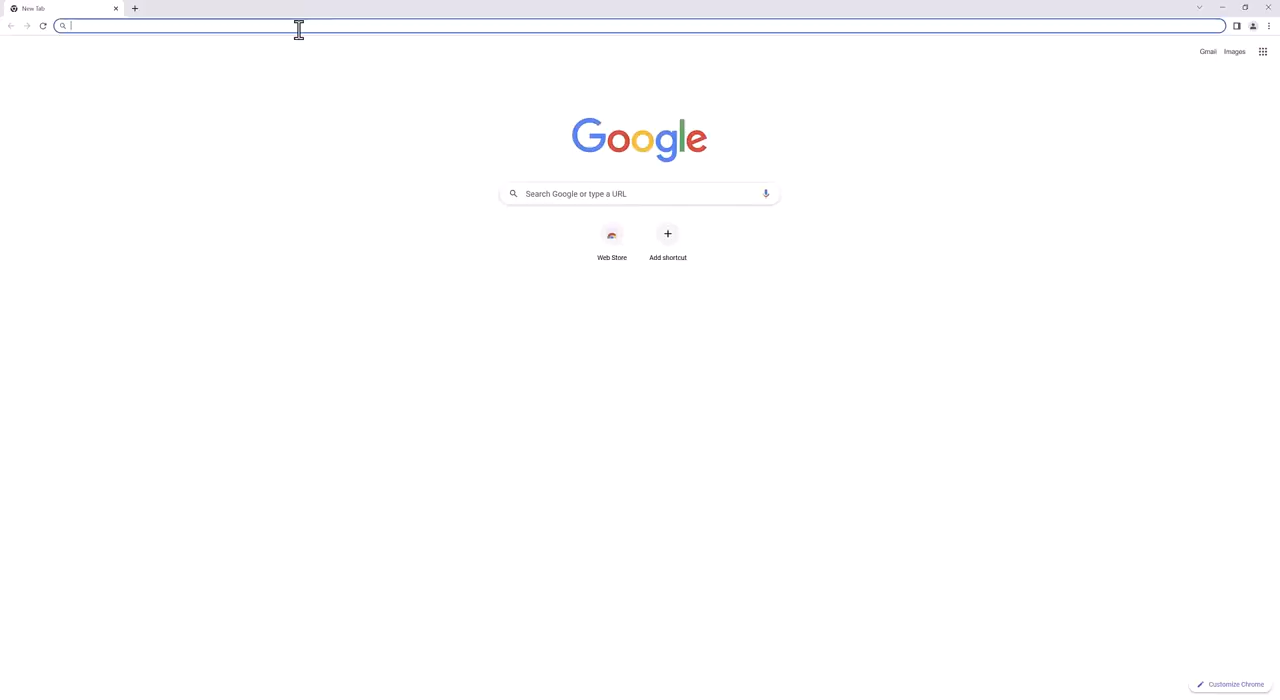 New Tab
Gmail Images
Google
Search Google or type a URL
Web Store Add shortcut
Customize Chrome